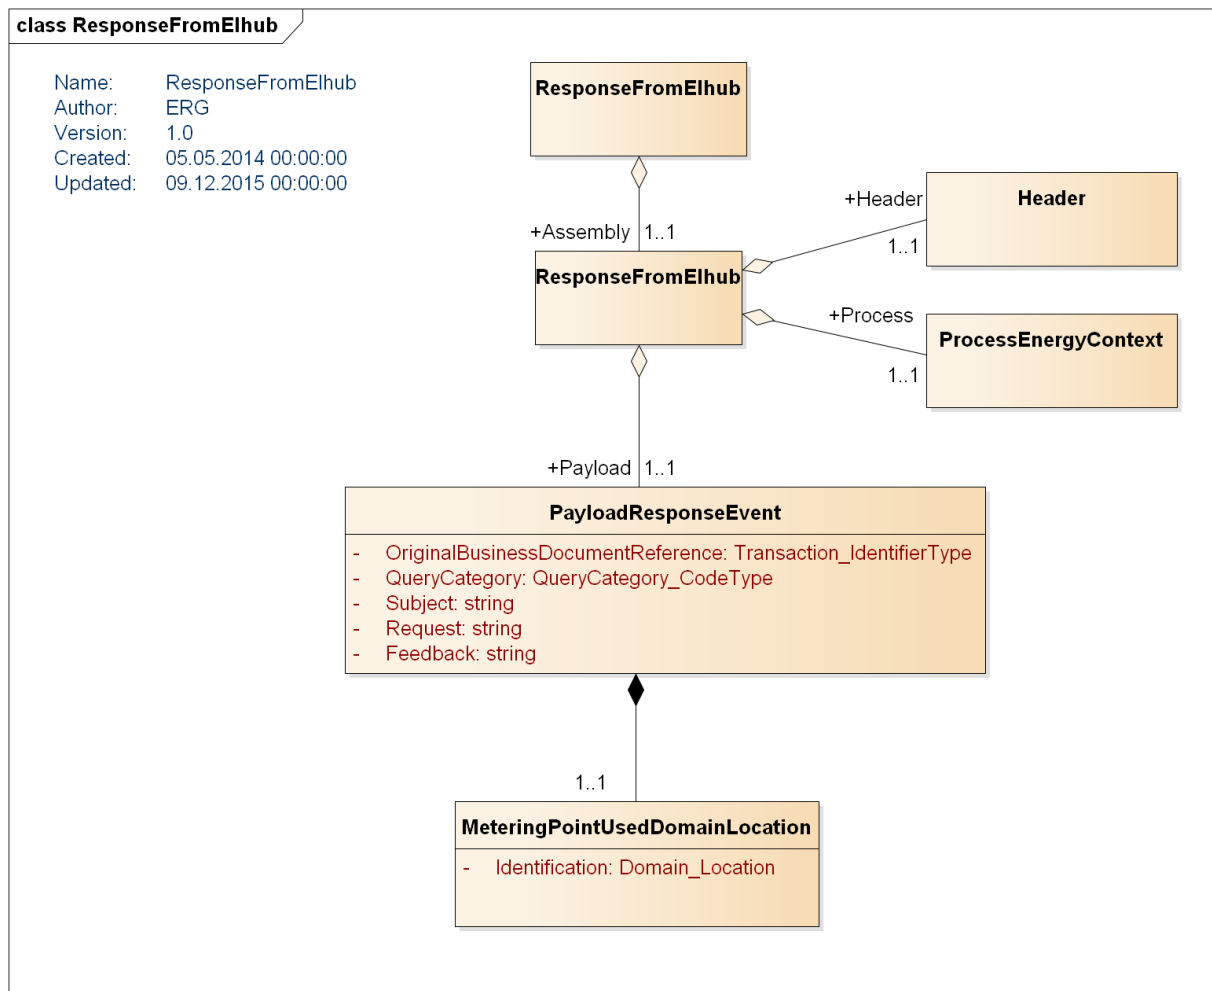 class ResponseFromElhub
Name: ResponseFromElhub
Author: ERG
Version: 1.0
Created: 05.05.2014 00:00:00
Updated: 09.12.2015 00:00:00
ResponseFromElhub
+Assembly 1..1
ResponseFromElhub
+Header
1..1
Header
+Process
1..1
ProcessEnergyContext
+Payload 1..1
PayloadResponseEvent
- OriginalBusinessDocumentReference: Transaction_IdentifierType
- QueryCategory: QueryCategory_CodeType
- Subject: string
- Request: string
- Feedback: string
1..1
MeteringPointUsedDomainLocation
- Identification: Domain_Location